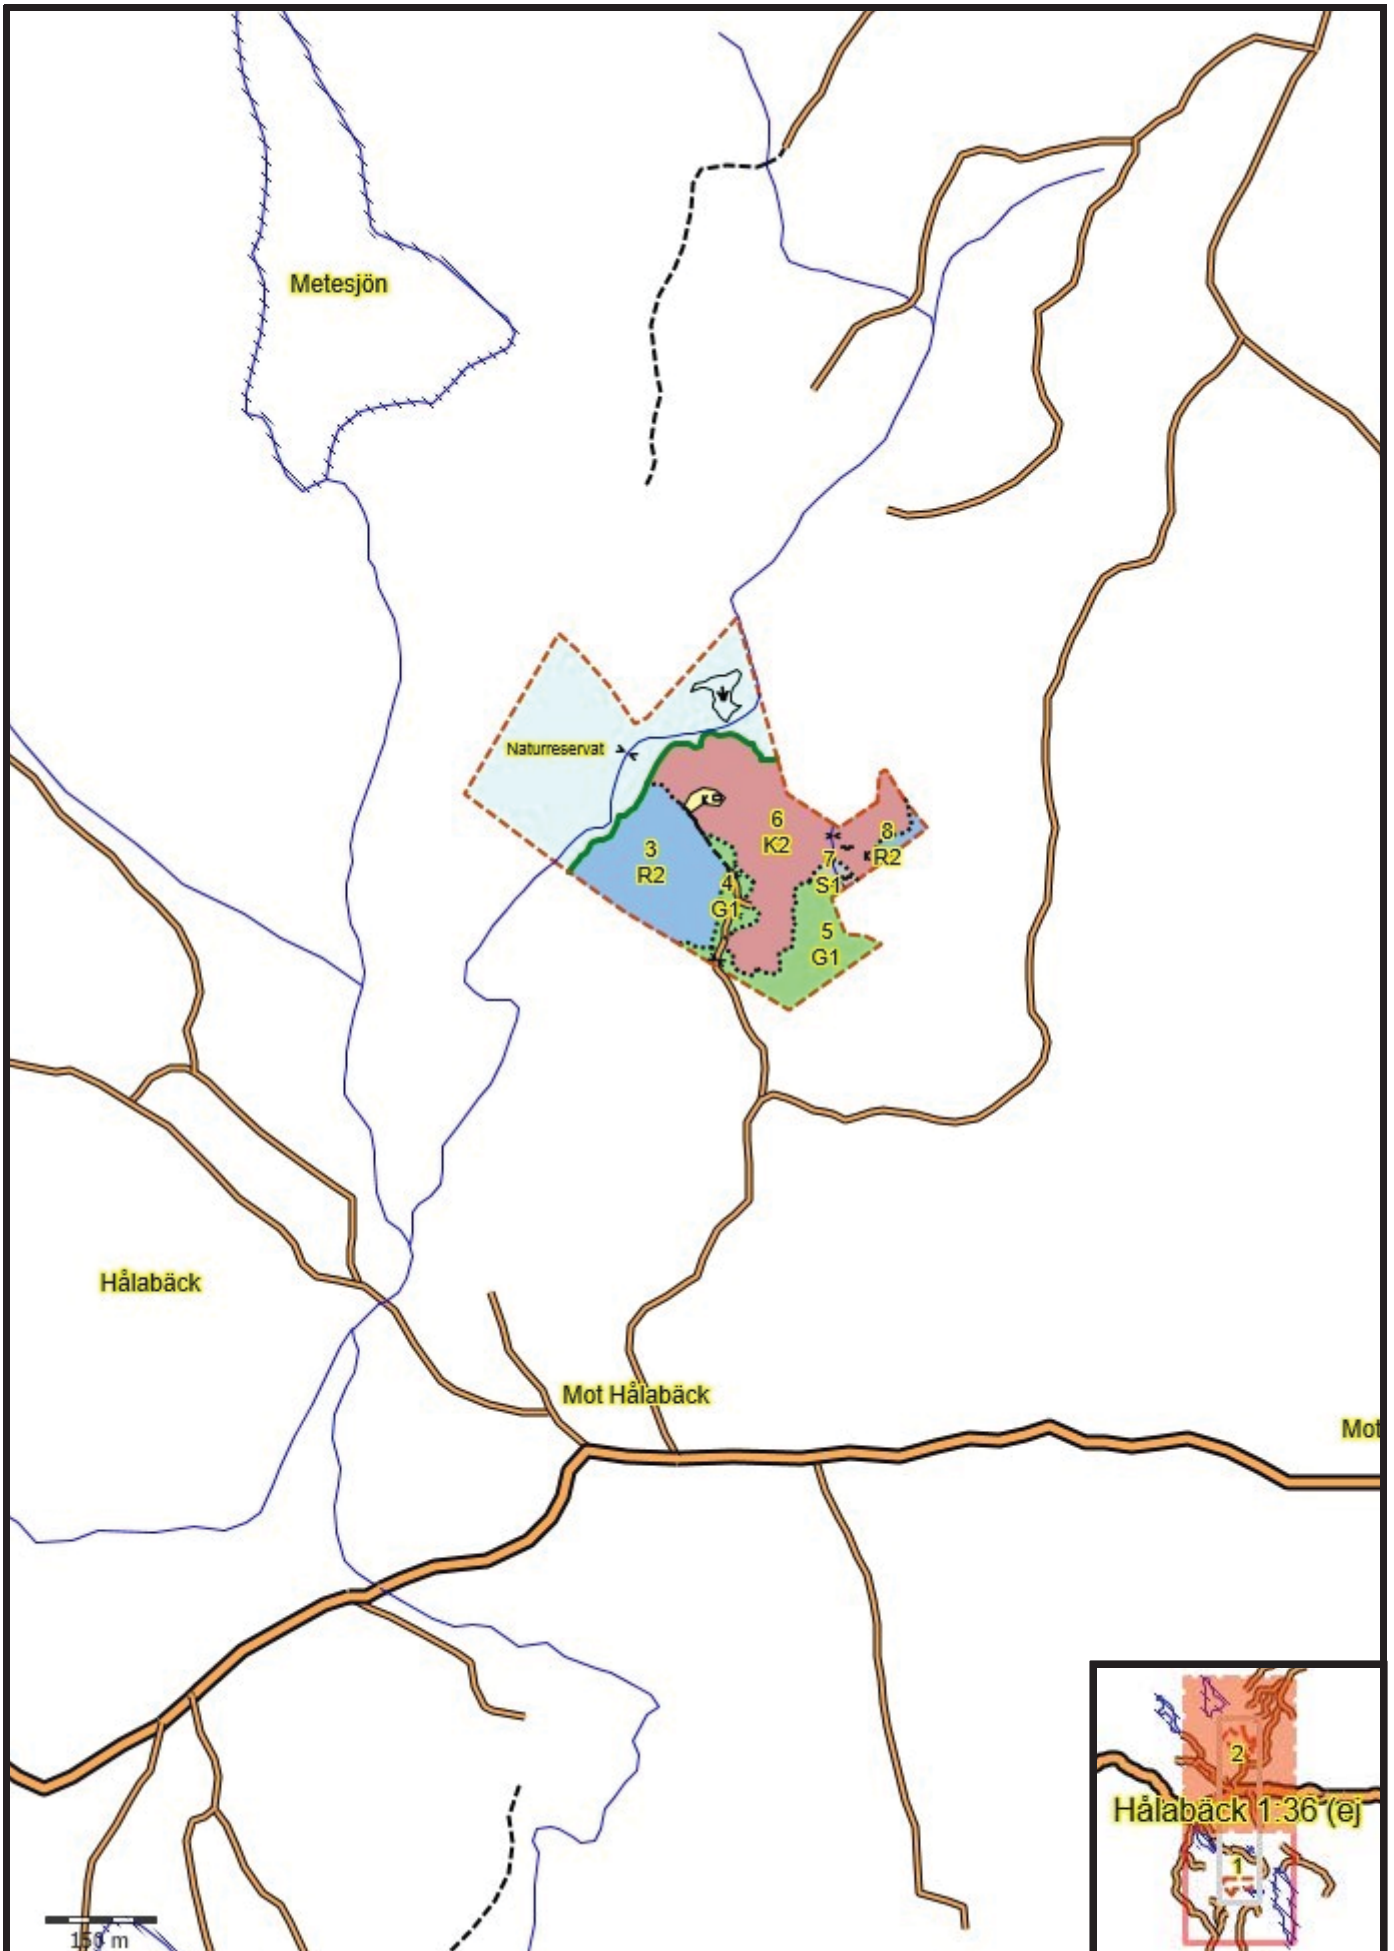 Metesjön
Naturreservat
3
R2
6
K2
8
R2
7
S1
4
G1
5
G1
Hålabäck
Mot Hålabäck
Mot
2
Hålabäck 1:36 (ej
1
150 m